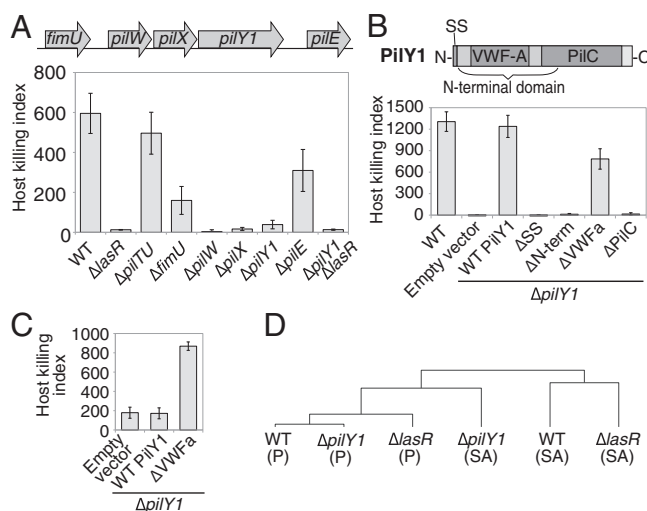 A
fimU pilW pilX pilY1 pilE
Host killing index
800
600
400
200
0
WT
ΔlasR
ΔpilTU
ΔfimU
ΔpilW
ΔpilX
ΔpilY1
ΔpilE
ΔpilY1
ΔlasR
B
SS
PilY1 N- VWF-A PilC -C
N-terminal domain
Host killing index
1500
1200
900
600
300
0
WT
Empty vector
WT PilY1
ΔSS
ΔN-term
ΔVWFa
ΔPilC
ΔpilY1
C
Host killing
index
1000
800
600
400
200
0
Empty
vector
WT PilY1
ΔVWFa
ΔpilY1
D
WT ΔpilY1 ΔlasR ΔpilY1 WT ΔlasR
(P) (P) (P) (SA) (SA) (SA)